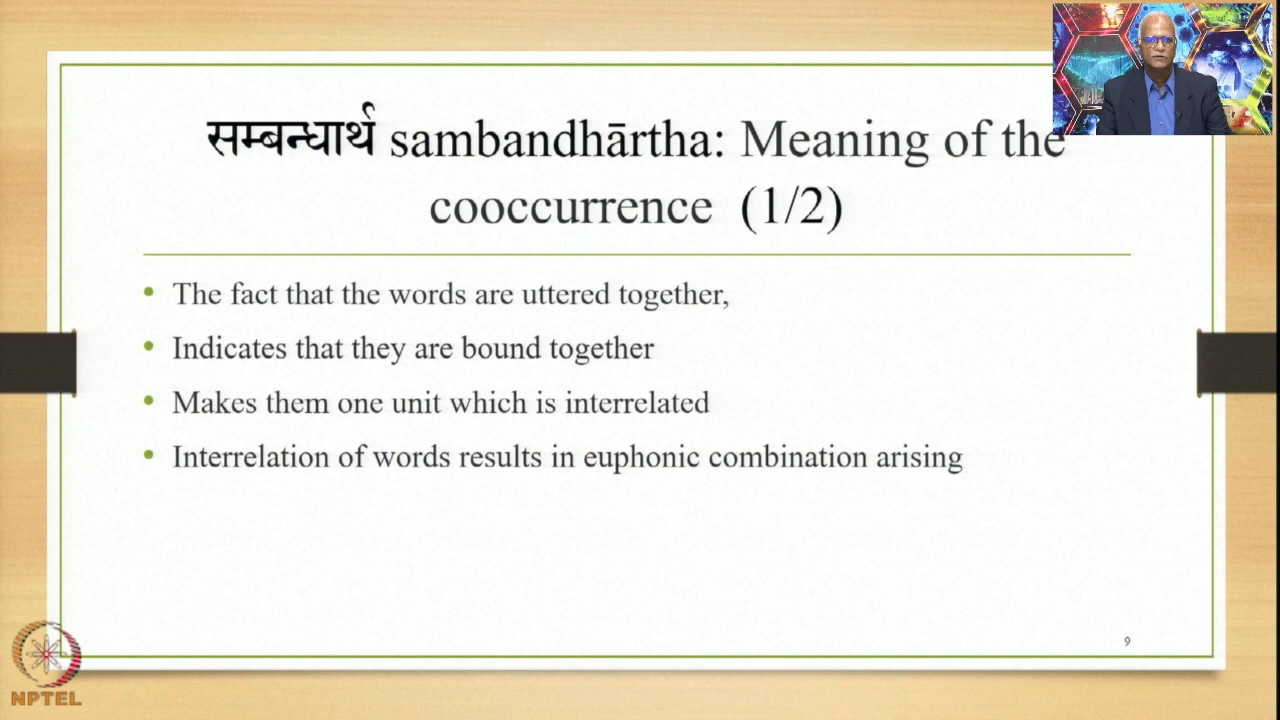 सम्बन्धार्थ sambandhārtha: Meaning of the
cooccurrence (1/2)
• The fact that the words are uttered together,
• Indicates that they are bound together
• Makes them one unit which is interrelated
• Interrelation of words results in euphonic combination arising
9
NPTEL